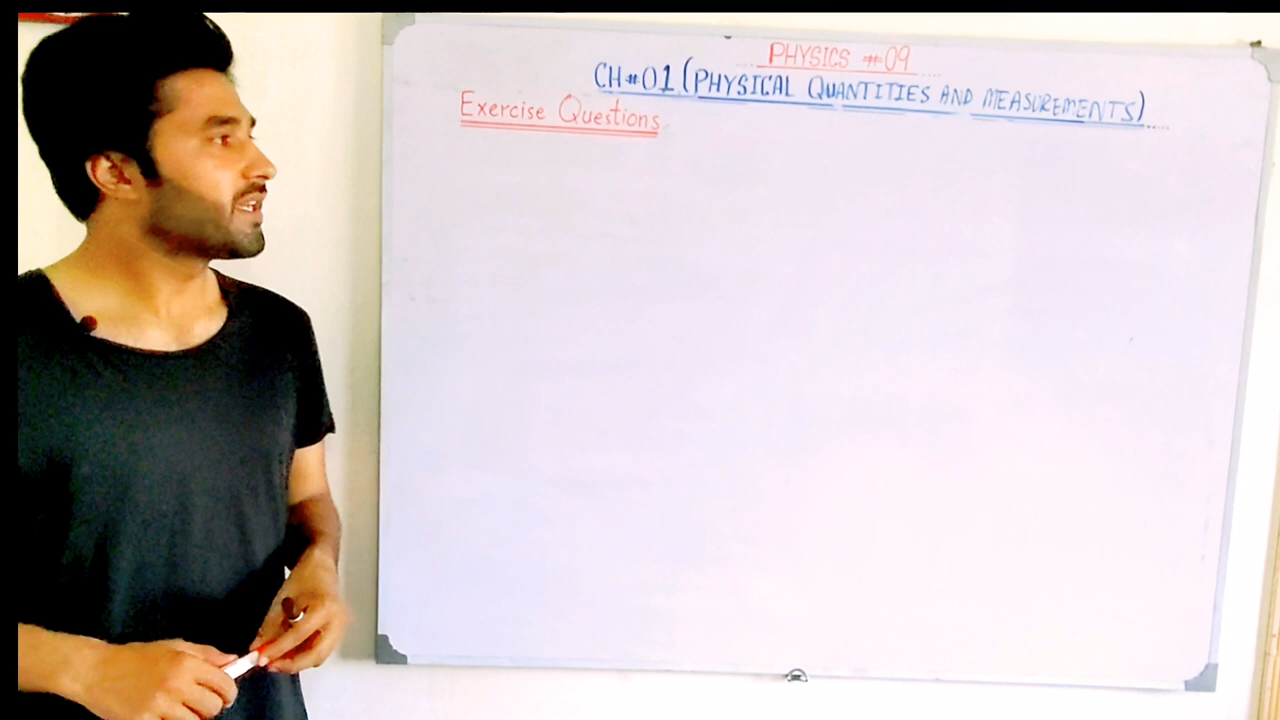 PHYSICS #09
CH#01 (PHYSICAL QUANTITIES AND MEASUREMENTS)
Exercise Questions